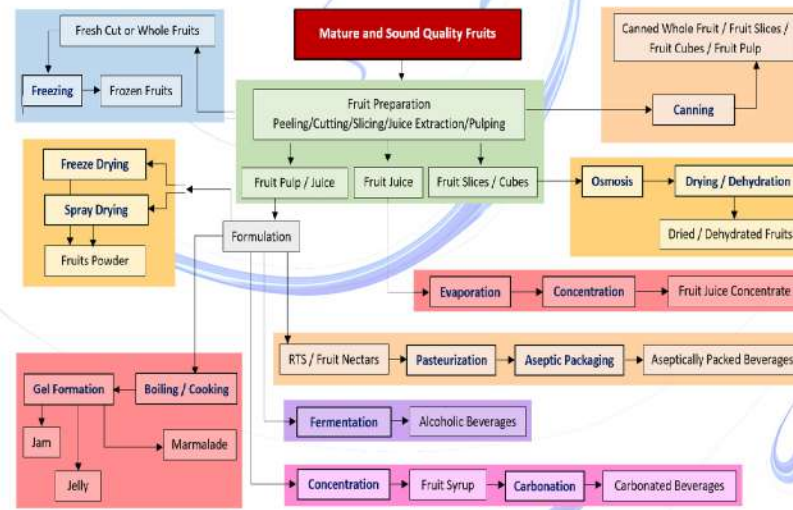 Mature and Sound Quality Fruits
Fresh Cut or Whole Fruits
Freezing
Frozen Fruits
Canned Whole Fruit / Fruit Slices /
Fruit Cubes / Fruit Pulp
Canning
Fruit Preparation
Peeling/Cutting/Slicing/Juice Extraction/Pulping
Fruit Pulp / Juice
Fruit Juice
Fruit Slices / Cubes
Freeze Drying
Spray Drying
Fruits Powder
Osmosis
Drying / Dehydration
Dried / Dehydrated Fruits
Formulation
Evaporation
Concentration
Fruit Juice Concentrate
RTS / Fruit Nectars
Pasteurization
Aseptic Packaging
Aseptically Packed Beverages
Gel Formation
Boiling / Cooking
Jam
Marmalade
Jelly
Fermentation
Alcoholic Beverages
Concentration
Fruit Syrup
Carbonation
Carbonated Beverages